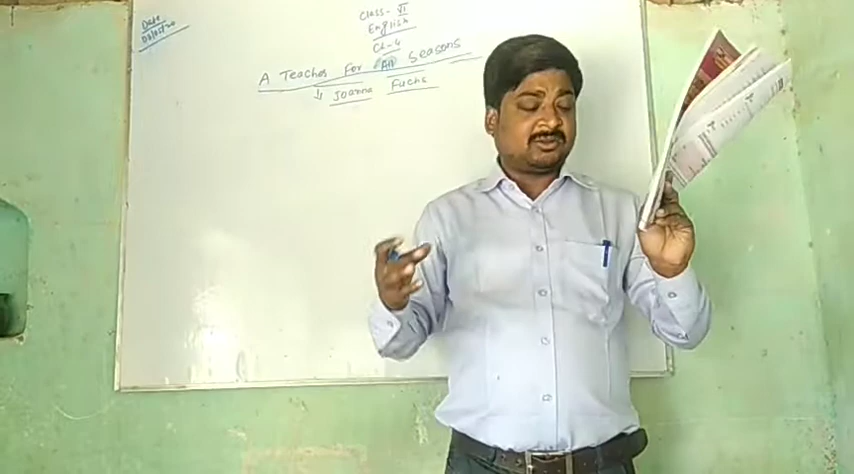 Date
Class - VI
English
Ch-4
A Teacher For All Seasons
↳ Joanna Fuchs